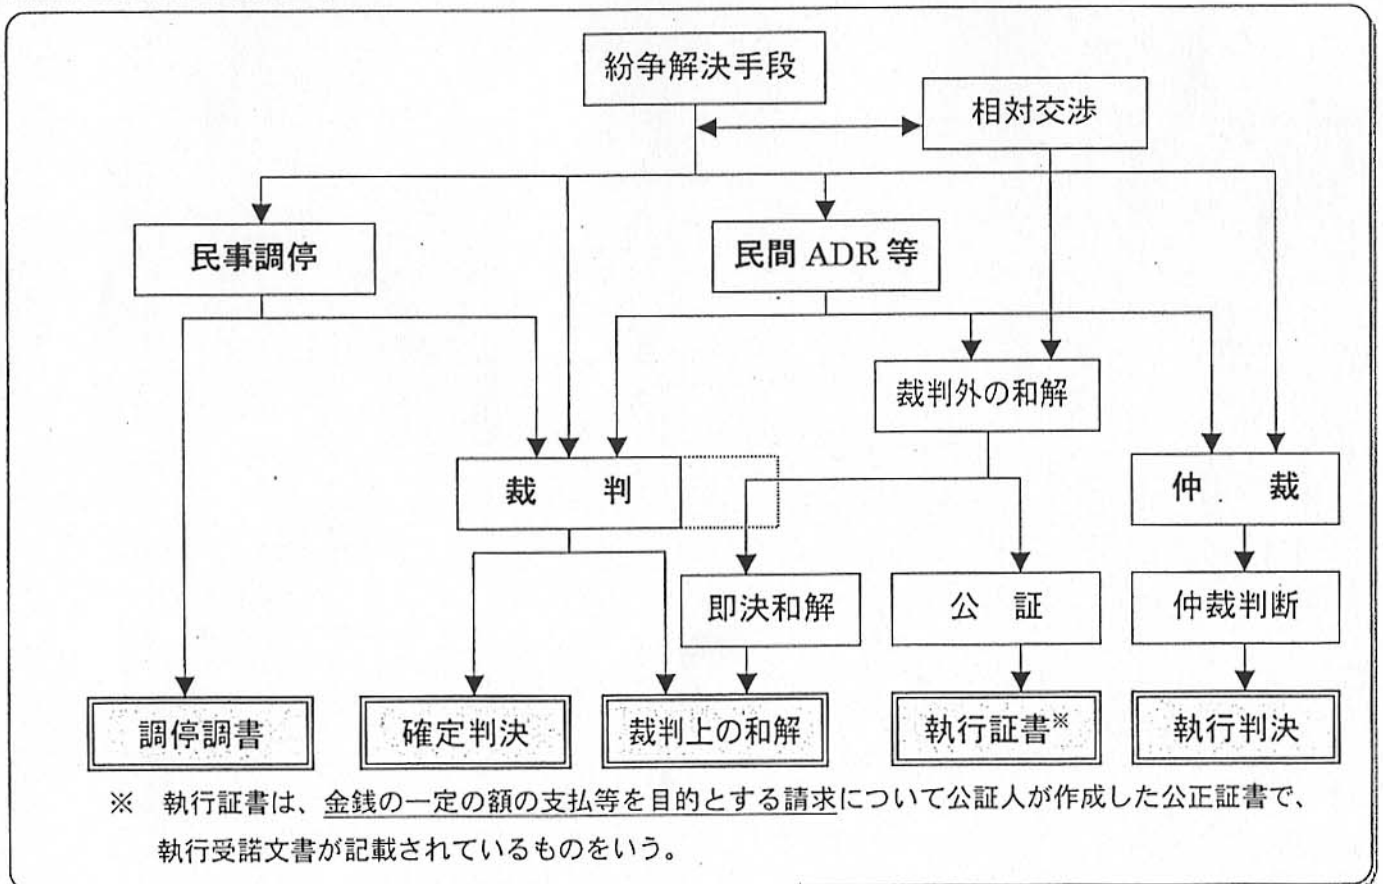 紛争解決手段
相対交渉
民事調停
民間 ADR 等
裁判外の和解
裁　判
仲　裁
即決和解
公　証
仲裁判断
調停調書
確定判決
裁判上の和解
執行証書※
執行判決
※　執行証書は、金銭の一定の額の支払等を目的とする請求について公証人が作成した公正証書で、
執行受諾文書が記載されているものをいう。